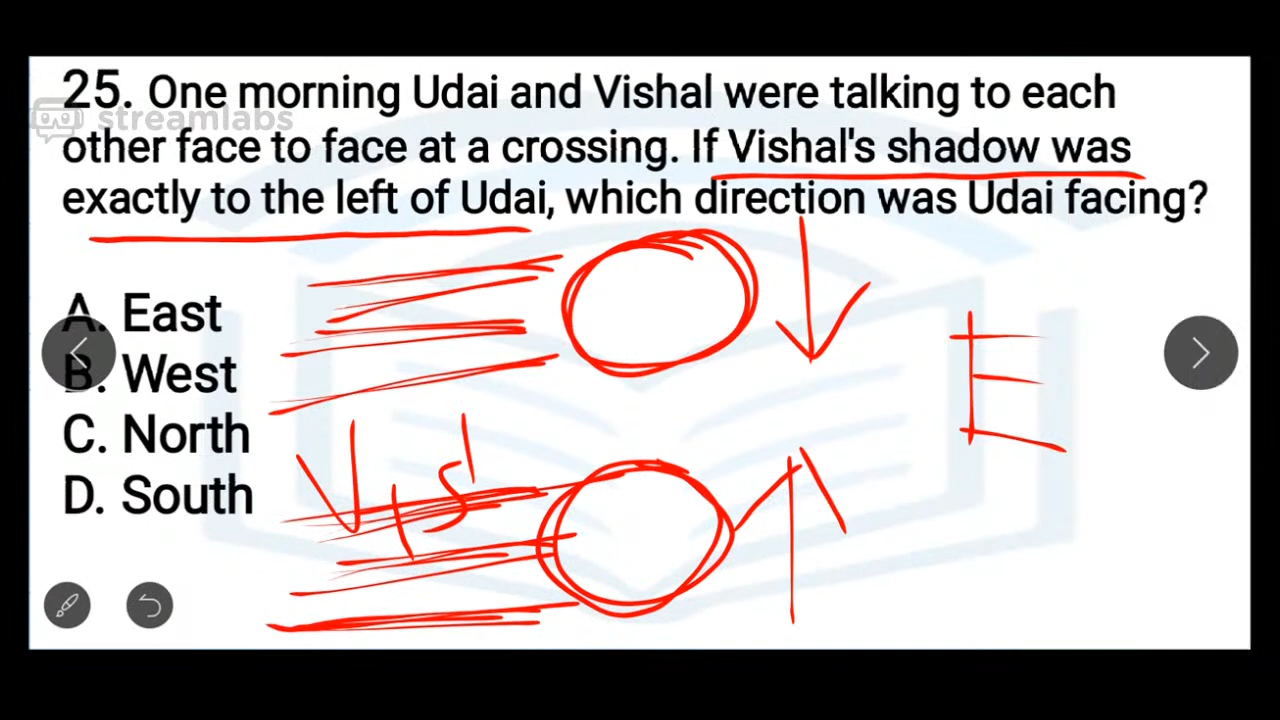 25. One morning Udai and Vishal were talking to each
streamlabs
other face to face at a crossing. If Vishal's shadow was
exactly to the left of Udai, which direction was Udai facing?
A. East
B. West
C. North
D. South
E